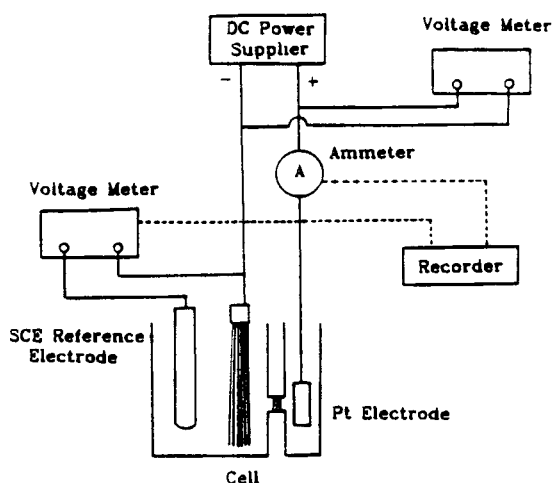 DC Power
Supplier
- +
Voltage Meter
A
Ammeter
Voltage Meter
Recorder
SCE Reference
Electrode
Pt Electrode
Cell